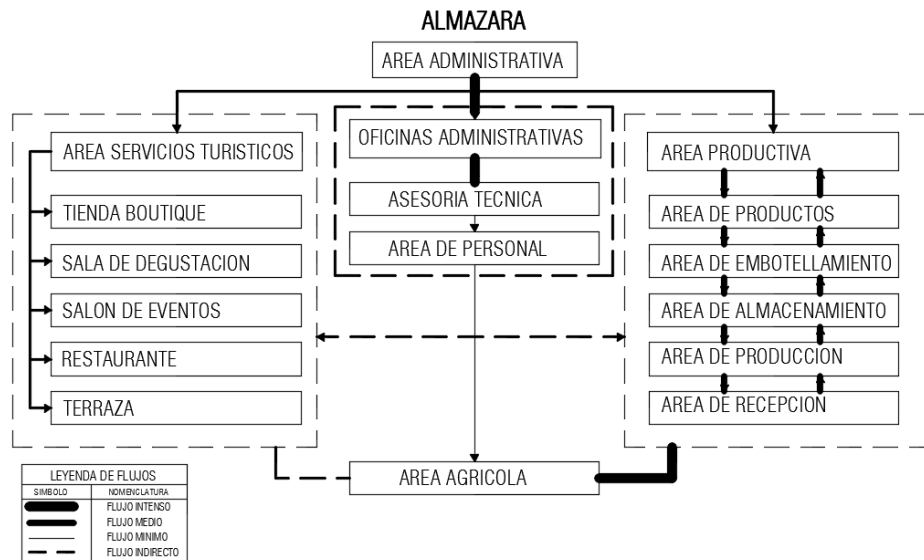 ALMAZARA
AREA ADMINISTRATIVA
AREA SERVICIOS TURISTICOS
TIENDA BOUTIQUE
SALA DE DEGUSTACION
SALON DE EVENTOS
RESTAURANTE
TERRAZA
OFICINAS ADMINISTRATIVAS
ASESORIA TECNICA
AREA DE PERSONAL
AREA PRODUCTIVA
AREA DE PRODUCTOS
AREA DE EMBOTELLAMIENTO
AREA DE ALMACENAMIENTO
AREA DE PRODUCCION
AREA DE RECEPCION
AREA AGRICOLA
LEYENDA DE FLUJOS
SIMBOLO NOMENCLATURA
FLUJO INTENSO
FLUJO MEDIO
FLUJO MINIMO
FLUJO INDIRECTO